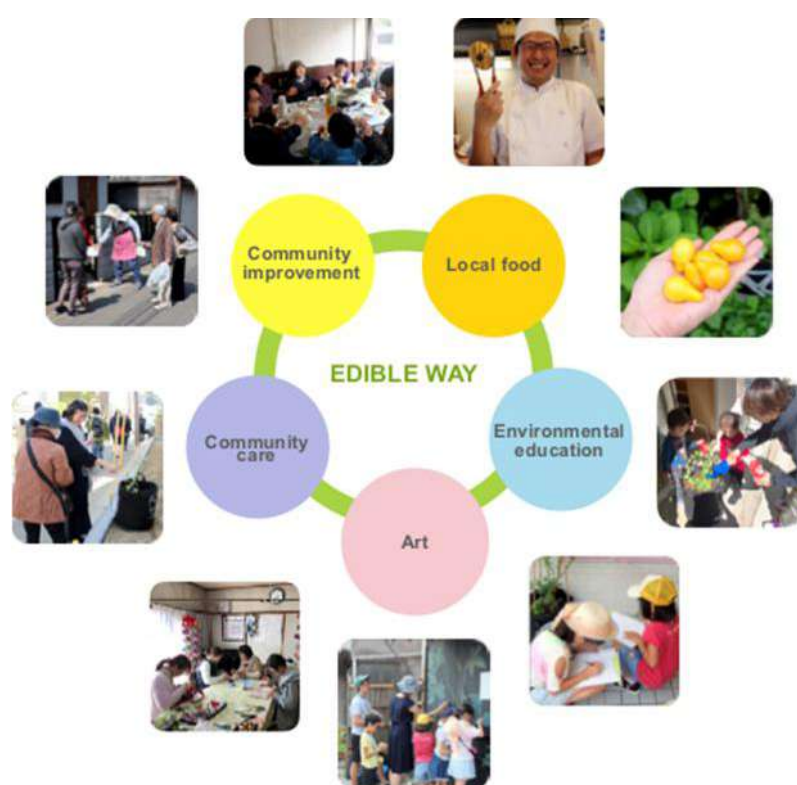 Community
improvement
Local food
EDIBLE WAY
Community
care
Environmental
education
Art